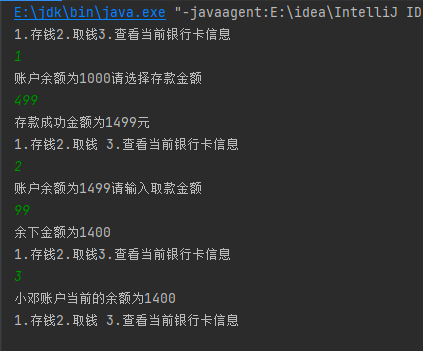 E:\jdk\bin\java.exe "-javaagent:E:\idea\IntelliJ ID
1.存钱2.取钱3.查看当前银行卡信息
1
账户余额为1000请选择存款金额
499
存款成功金额为1499元
1.存钱2.取钱 3.查看当前银行卡信息
2
账户余额为1499请输入取款金额
99
余下金额为1400
1.存钱2.取钱3.查看当前银行卡信息
3
小邓账户当前的余额为1400
1.存钱2.取钱 3.查看当前银行卡信息